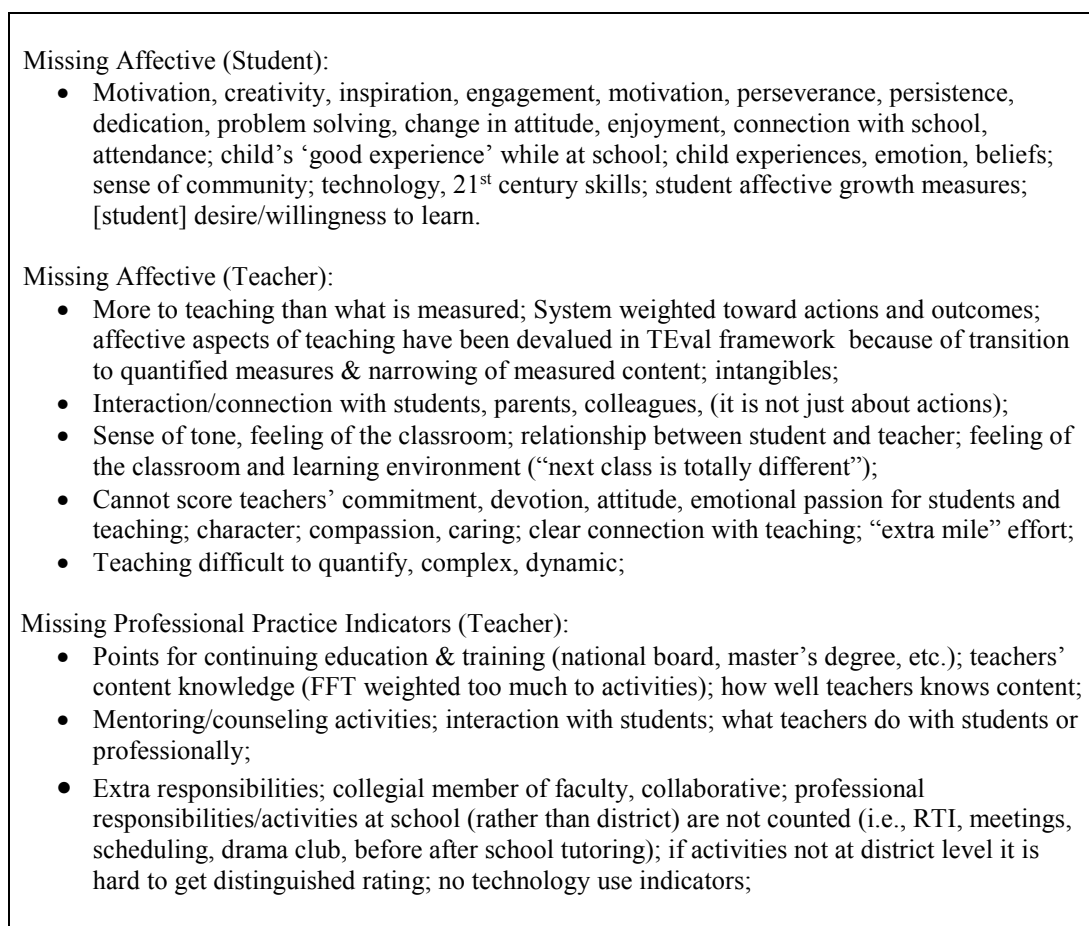 Missing Affective (Student):
• Motivation, creativity, inspiration, engagement, motivation, perseverance, persistence,
dedication, problem solving, change in attitude, enjoyment, connection with school,
attendance; child’s ‘good experience’ while at school; child experiences, emotion, beliefs;
sense of community; technology, 21st century skills; student affective growth measures;
[student] desire/willingness to learn.
Missing Affective (Teacher):
• More to teaching than what is measured; System weighted toward actions and outcomes;
affective aspects of teaching have been devalued in TEval framework because of transition
to quantified measures & narrowing of measured content; intangibles;
• Interaction/connection with students, parents, colleagues, (it is not just about actions);
• Sense of tone, feeling of the classroom; relationship between student and teacher; feeling of
the classroom and learning environment (“next class is totally different”);
• Cannot score teachers’ commitment, devotion, attitude, emotional passion for students and
teaching; character; compassion, caring; clear connection with teaching; “extra mile” effort;
• Teaching difficult to quantify, complex, dynamic;
Missing Professional Practice Indicators (Teacher):
• Points for continuing education & training (national board, master’s degree, etc.); teachers’
content knowledge (FFT weighted too much to activities); how well teachers knows content;
• Mentoring/counseling activities; interaction with students; what teachers do with students or
professionally;
• Extra responsibilities; collegial member of faculty, collaborative; professional
responsibilities/activities at school (rather than district) are not counted (i.e., RTI, meetings,
scheduling, drama club, before after school tutoring); if activities not at district level it is
hard to get distinguished rating; no technology use indicators;